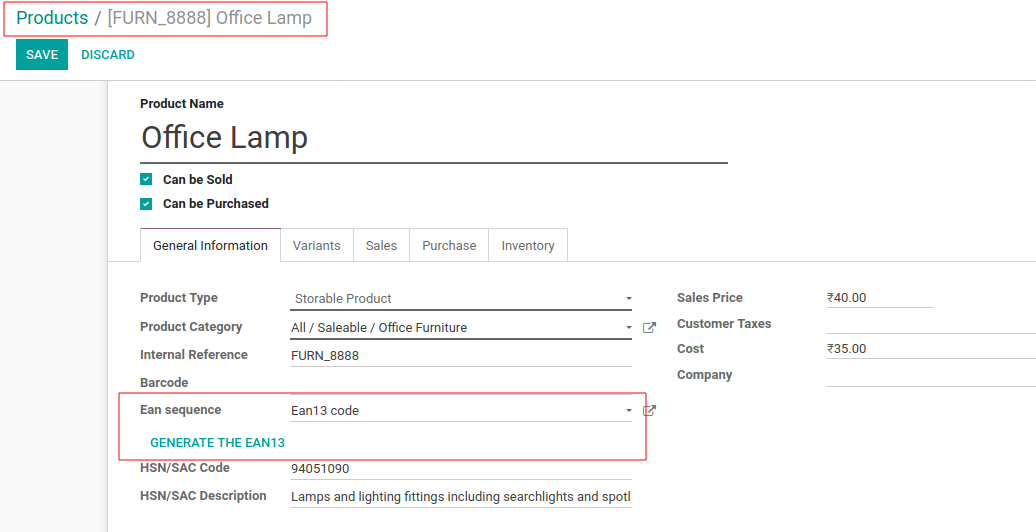 Products / [FURN_8888] Office Lamp
SAVE DISCARD
Product Name
Office Lamp
Can be Sold
Can be Purchased
General Information Variants Sales Purchase Inventory
Product Type Storable Product Sales Price ₹40.00
Product Category All / Saleable / Office Furniture Customer Taxes
Internal Reference FURN_8888 Cost ₹35.00
Barcode Company
Ean sequence Ean13 code
GENERATE THE EAN13
HSN/SAC Code 94051090
HSN/SAC Description Lamps and lighting fittings including searchlights and spotl